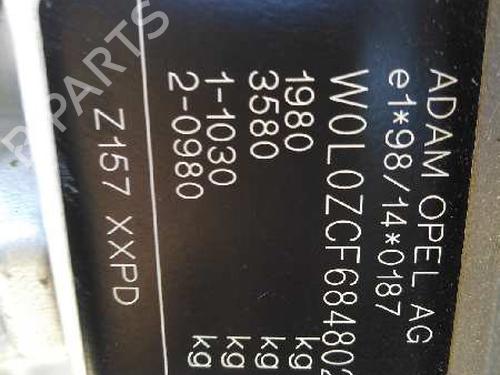 ADAM OPEL AG
e1*98/14*0187
W0L0ZCF684802
1980 kg
3580 kg
1-1030 kg
2-0980 kg
Z157 XXPD
B-PARTS